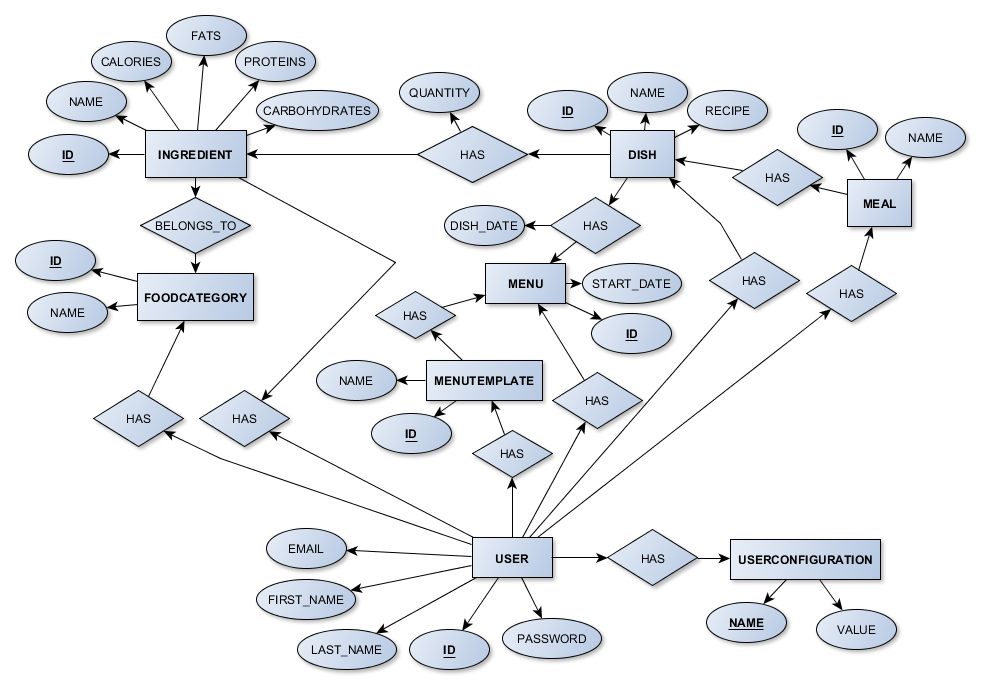 FATS
CALORIES
PROTEINS
NAME
CARBOHYDRATES
ID
INGREDIENT
QUANTITY
HAS
ID
NAME
RECIPE
DISH
HAS
ID
NAME
MEAL
BELONGS_TO
DISH_DATE
HAS
ID
FOODCATEGORY
NAME
MENU
START_DATE
ID
HAS
HAS
HAS
NAME
MENUTEMPLATE
ID
HAS
HAS
HAS
HAS
EMAIL
USER
HAS
USERCONFIGURATION
FIRST_NAME
LAST_NAME
ID
PASSWORD
NAME
VALUE